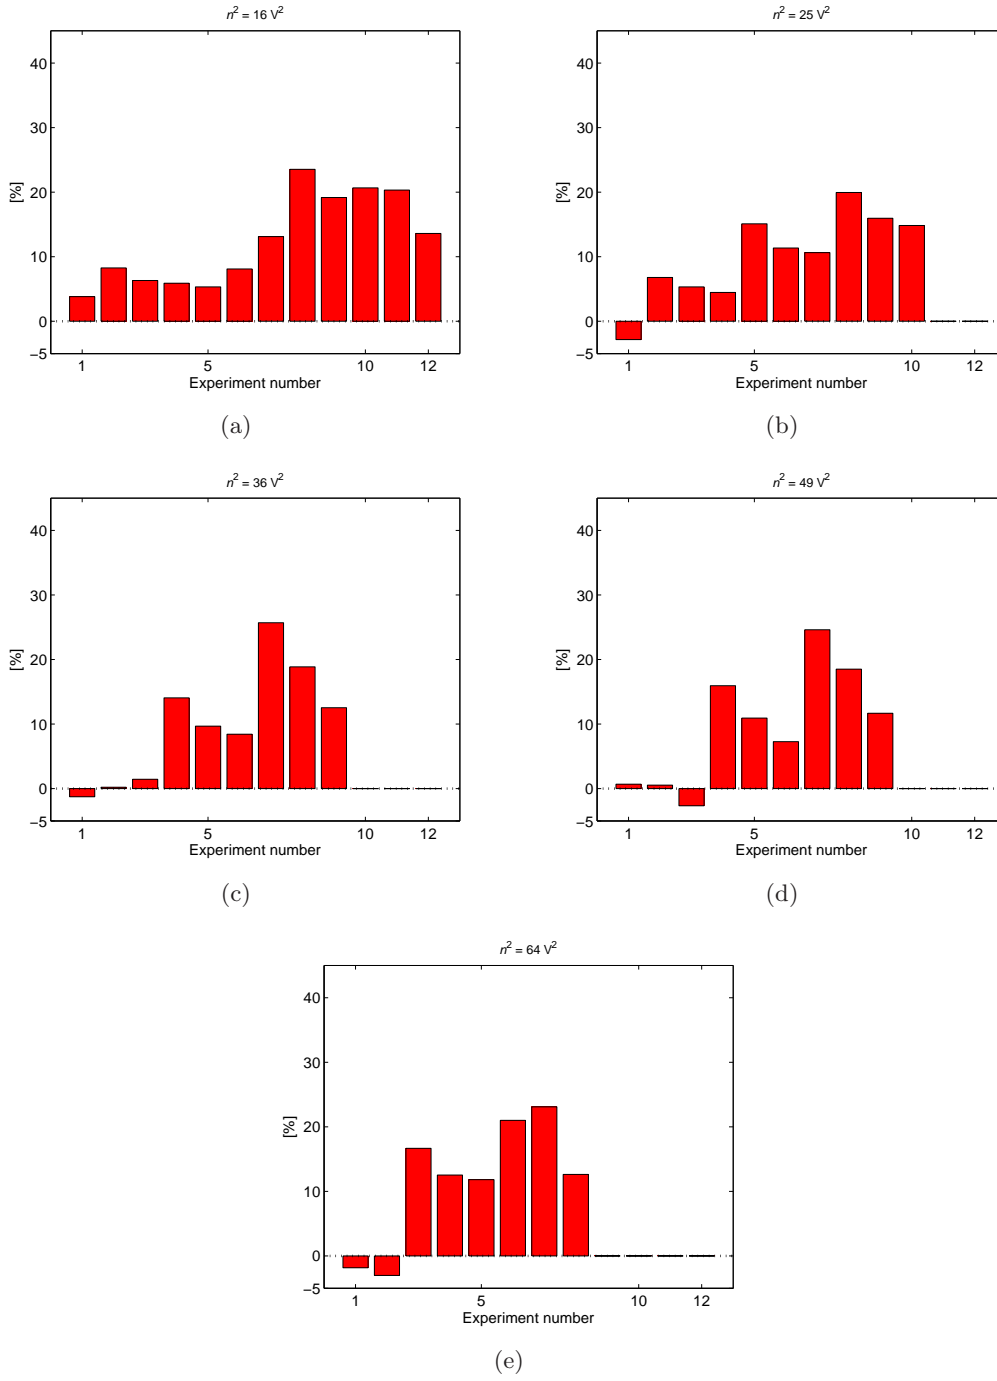 n² = 16 V²
40
30
20
10
0
−5
[%]
1 5 10 12
Experiment number
(a)
n² = 25 V²
40
30
20
10
0
−5
[%]
1 5 10 12
Experiment number
(b)
n² = 36 V²
40
30
20
10
0
−5
[%]
1 5 10 12
Experiment number
(c)
n² = 49 V²
40
30
20
10
0
−5
[%]
1 5 10 12
Experiment number
(d)
n² = 64 V²
40
30
20
10
0
−5
[%]
1 5 10 12
Experiment number
(e)